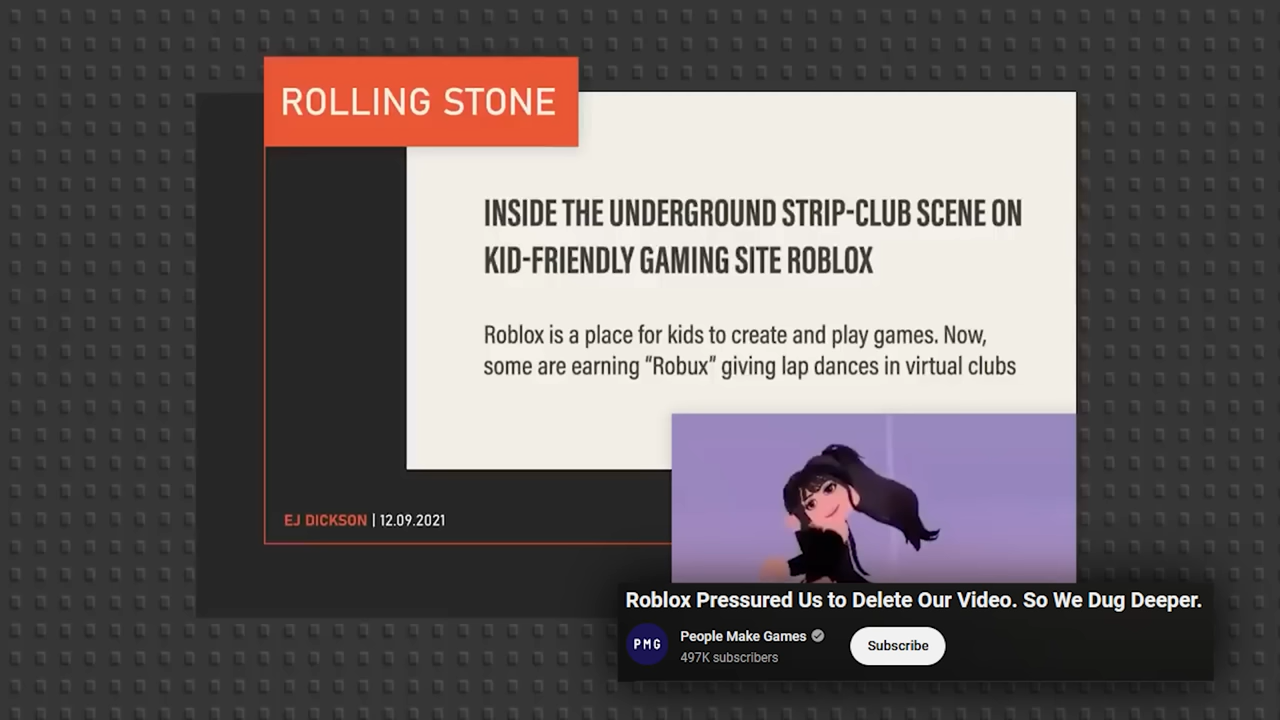 ROLLING STONE
INSIDE THE UNDERGROUND STRIP-CLUB SCENE ON
KID-FRIENDLY GAMING SITE ROBLOX
Roblox is a place for kids to create and play games. Now,
some are earning “Robux” giving lap dances in virtual clubs
EJ DICKSON | 12.09.2021
Roblox Pressured Us to Delete Our Video. So We Dug Deeper.
PMG
People Make Games
497K subscribers
Subscribe